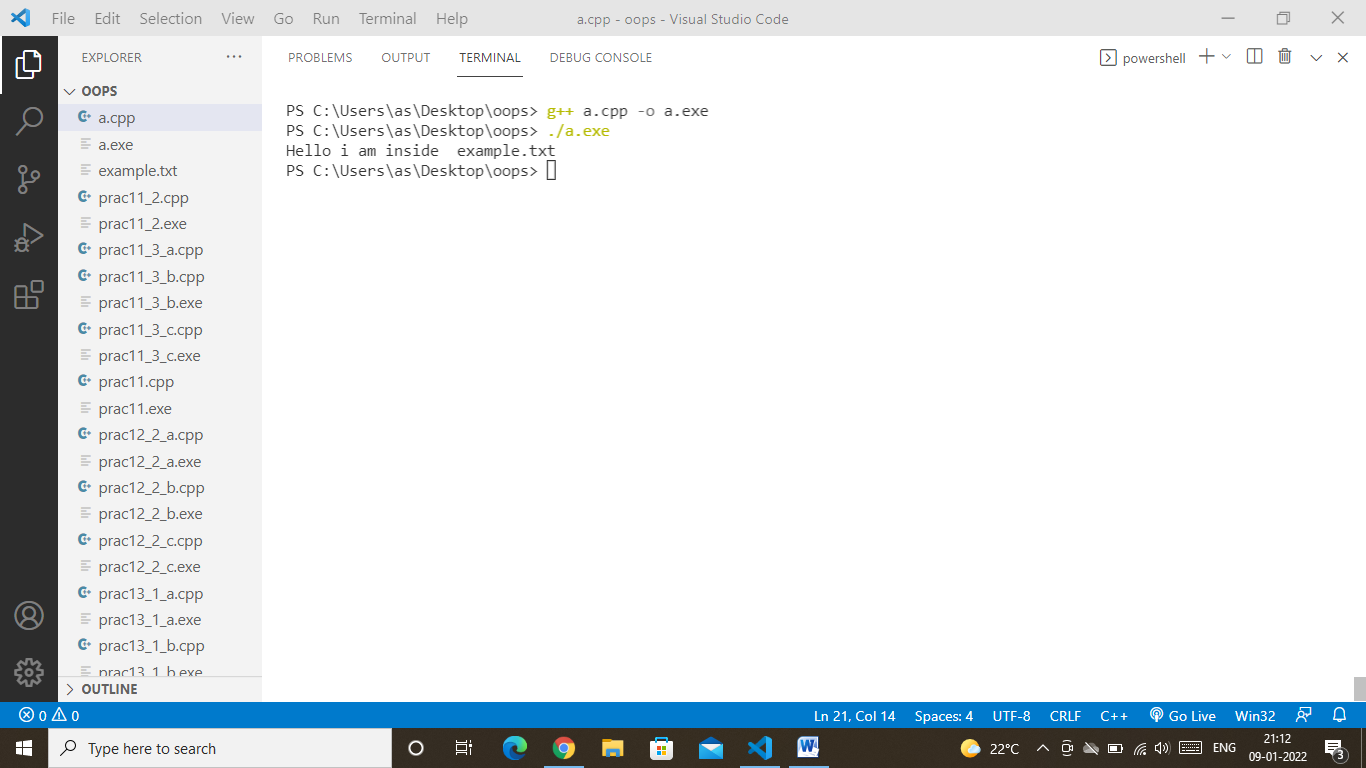 File Edit Selection View Go Run Terminal Help
a.cpp - oops - Visual Studio Code
EXPLORER
OOPS
a.cpp
a.exe
example.txt
prac11_2.cpp
prac11_2.exe
prac11_3_a.cpp
prac11_3_b.cpp
prac11_3_b.exe
prac11_3_c.cpp
prac11_3_c.exe
prac11.cpp
prac11.exe
prac12_2_a.cpp
prac12_2_a.exe
prac12_2_b.cpp
prac12_2_b.exe
prac12_2_c.cpp
prac12_2_c.exe
prac13_1_a.cpp
prac13_1_a.exe
prac13_1_b.cpp
prac13_1_b.exe
OUTLINE
PROBLEMS OUTPUT TERMINAL DEBUG CONSOLE
powershell
PS C:\Users\as\Desktop\oops> g++ a.cpp -o a.exe
PS C:\Users\as\Desktop\oops> ./a.exe
Hello i am inside  example.txt
PS C:\Users\as\Desktop\oops>
0 0
Ln 21, Col 14 Spaces: 4 UTF-8 CRLF C++ Go Live Win32
Type here to search
22°C
ENG
21:12
09-01-2022
3